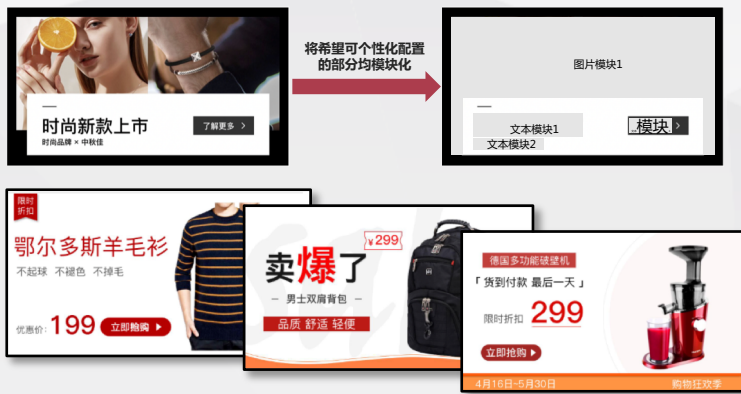 将希望可个性化配置
的部分均模块化
时尚新款上市
时尚品牌 × 中秋佳
了解更多 >
图片模块1
文本模块1
文本模块2
模块 >
限时
折扣
鄂尔多斯羊毛衫
不起球 不褪色 不掉毛
优惠价: 199 立即抢购
¥299
卖爆了
男士双肩背包
品质 舒适 轻便
德国多功能破壁机
「 货到付款 最后一天 」
限时折扣 299
立即抢购
4月16日-5月30日
购物狂欢季